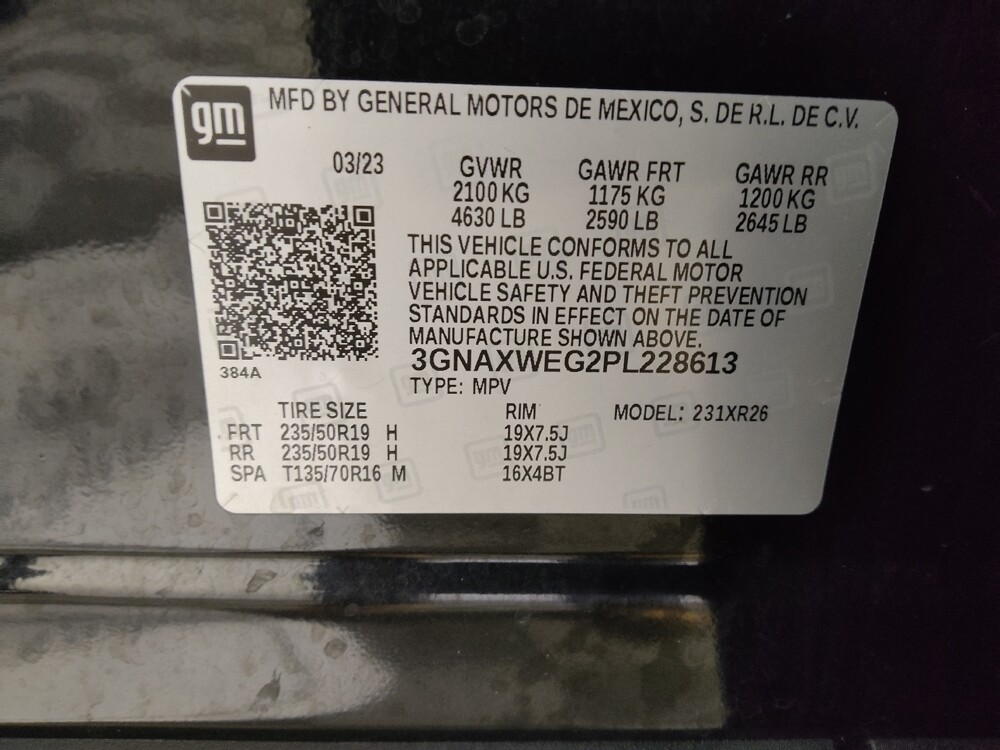 gm
MFD BY GENERAL MOTORS DE MEXICO, S. DE R.L. DE C.V.
03/23 GVWR GAWR FRT GAWR RR
2100 KG 1175 KG 1200 KG
4630 LB 2590 LB 2645 LB
THIS VEHICLE CONFORMS TO ALL
APPLICABLE U.S. FEDERAL MOTOR
VEHICLE SAFETY AND THEFT PREVENTION
STANDARDS IN EFFECT ON THE DATE OF
MANUFACTURE SHOWN ABOVE.
3GNAXWEG2PL228613
384A
TYPE: MPV
TIRE SIZE RIM MODEL: 231XR26
FRT 235/50R19 H 19X7.5J
RR 235/50R19 H 19X7.5J
SPA T135/70R16 M 16X4BT